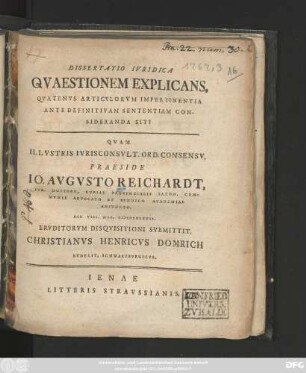 DISSERTATIO IVRIDICA
QVAESTIONEM EXPLICANS,
QVATENVS ARTICVLORVM IMPERTINENTIA
ANTE DEFINITIVAM SENTENTIAM CON-
SIDERANDA SIT?
QVAM
ILLVSTRIS IVRISCONSVLT. ORD. CONSENSV,
PRAESIDE
IO. AVGVSTO REICHARDT,
ERVDITORVM DISQVISITIONI SVBMITTIT
CHRISTIANVS HENRICVS DOMRICH
IENAE
LITTERIS STRAVSSIANIS.